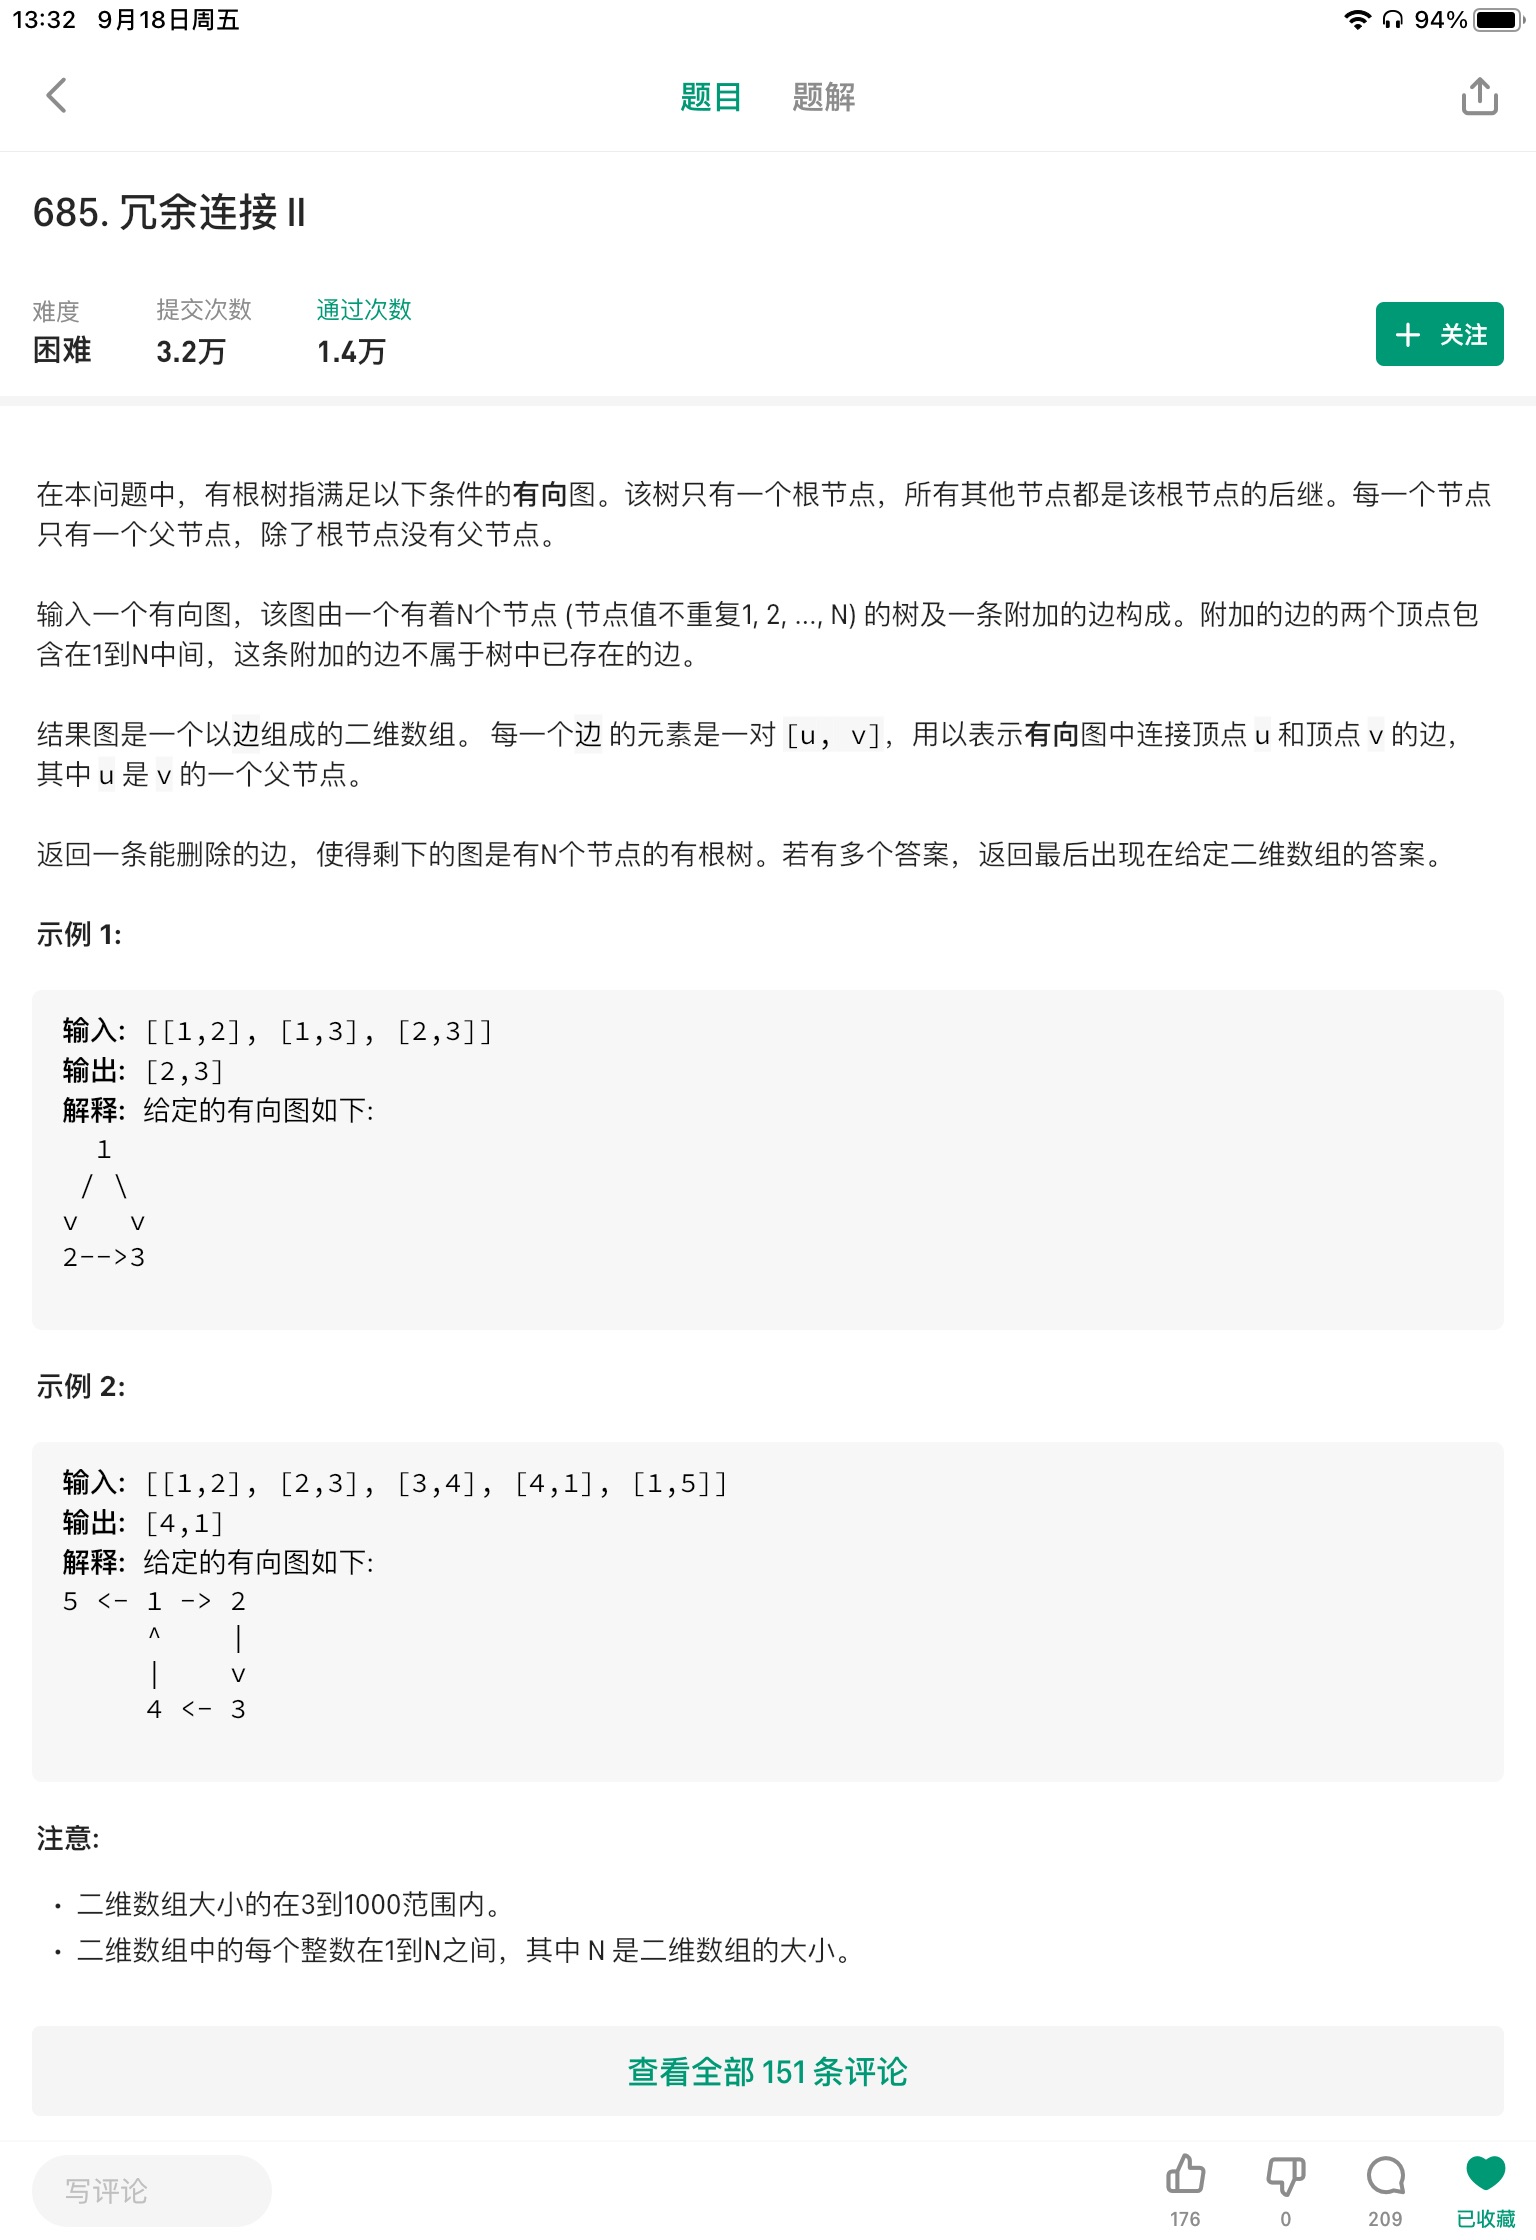 13:32 9月18日周五 94%
题目 题解
685. 冗余连接 II
难度 提交次数 通过次数
困难 3.2万 1.4万
+ 关注
在本问题中，有根树指满足以下条件的有向图。该树只有一个根节点，所有其他节点都是该根节点的后继。每一个节点
只有一个父节点，除了根节点没有父节点。
输入一个有向图，该图由一个有着N个节点 (节点值不重复1, 2, ..., N) 的树及一条附加的边构成。附加的边的两个顶点包
含在1到N中间，这条附加的边不属于树中已存在的边。
结果图是一个以边组成的二维数组。 每一个边 的元素是一对 [u, v]，用以表示有向图中连接顶点 u 和顶点 v 的边，
其中 u 是 v 的一个父节点。
返回一条能删除的边，使得剩下的图是有N个节点的有根树。若有多个答案，返回最后出现在给定二维数组的答案。
示例 1:
输入: [[1,2], [1,3], [2,3]]
输出: [2,3]
解释: 给定的有向图如下:
  1
 / \
v   v
2-->3
示例 2:
输入: [[1,2], [2,3], [3,4], [4,1], [1,5]]
输出: [4,1]
解释: 给定的有向图如下:
5 <- 1 -> 2
     ^    |
     |    v
     4 <- 3
注意:
• 二维数组大小的在3到1000范围内。
• 二维数组中的每个整数在1到N之间，其中 N 是二维数组的大小。
查看全部 151 条评论
写评论
176 0 209 已收藏